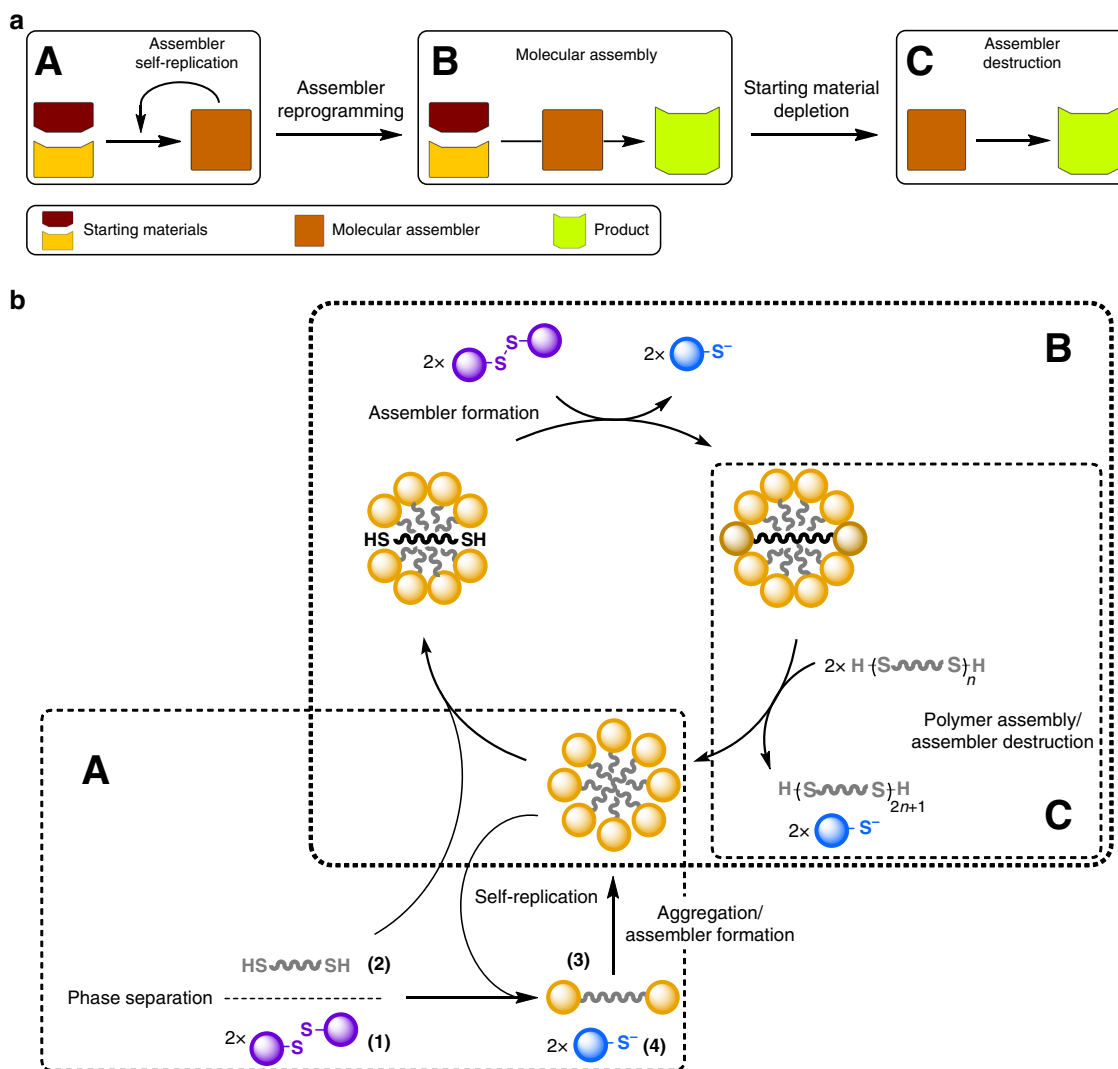 a
A
Assembler
self-replication
Assembler
reprogramming
B
Molecular assembly
Starting material
depletion
C
Assembler
destruction
Starting materials
Molecular assembler
Product
b
B
2×
S
S
2×
S⁻
Assembler formation
HS
SH
2×
H
(S
S)
H
n
Polymer assembly/
assembler destruction
H
(S
S)
H
2n+1
2×
S⁻
C
A
Self-replication
Aggregation/
assembler formation
HS
SH
(2)
(3)
Phase separation
2×
S
S
(1)
2×
S⁻
(4)